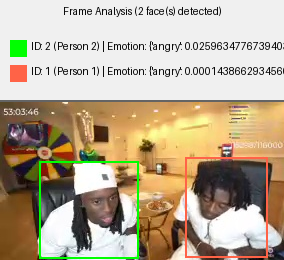 Frame Analysis (2 face(s) detected)
ID: 2 (Person 2) | Emotion: {'angry': 0.0259634776739403
ID: 1 (Person 1) | Emotion: {'angry': 0.000143866293456
53:03:46